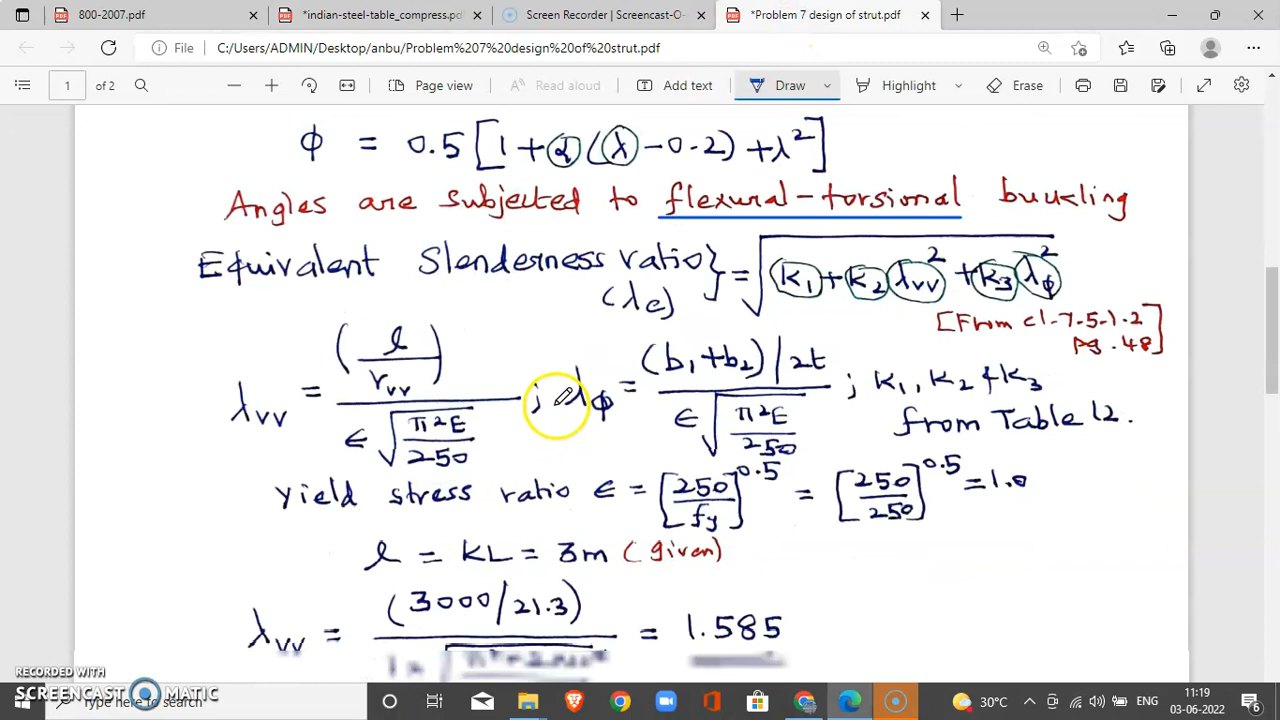 800-2007.pdf
*indian-steel-table_compress.pdf
Screen Recorder | Screencast-O-
*Problem 7 design of strut.pdf
File C:/Users/ADMIN/Desktop/anbu/Problem%207%20design%20of%20strut.pdf
1 of 2 Page view Read aloud Add text Draw Highlight Erase
ϕ = 0.5 [1 + α (λ - 0.2) + λ²]
Angles are subjected to flexural-torsional buckling
Equivalent Slenderness ratio (λe) } = √(k1 + k2 λvv² + k3 λϕ²)
[From cl-7-5-1.2
Pg. 48]
λvv = (l / rvv) / (ϵ √(π²E / 250)) ; λϕ = (b1+b2) | 2t / (ϵ √(π²E / 250)) ; k1, k2 & k3
from Table 12.
yield stress ratio ϵ = [250 / fy]^0.5 = [250 / 250]^0.5 = 1.0
l = KL = 3m (given)
λvv = (3000/21.3) / = 1.585
RECORDED WITH
SCREENCAST MATIC
Type here to search
30°C
ENG
11:19
03-06-2022